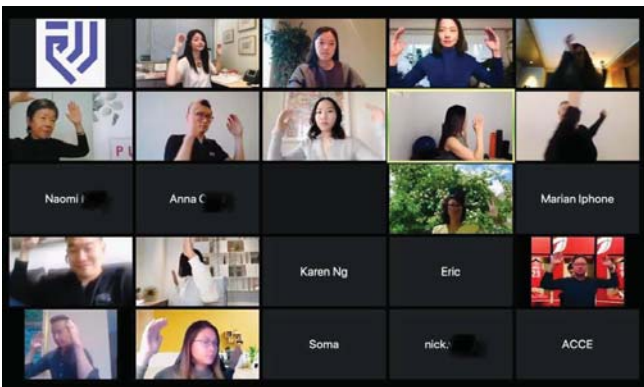 P U
Naomi
Anna C
Marian Iphone
Karen Ng
Eric
Soma
nick.
ACCE